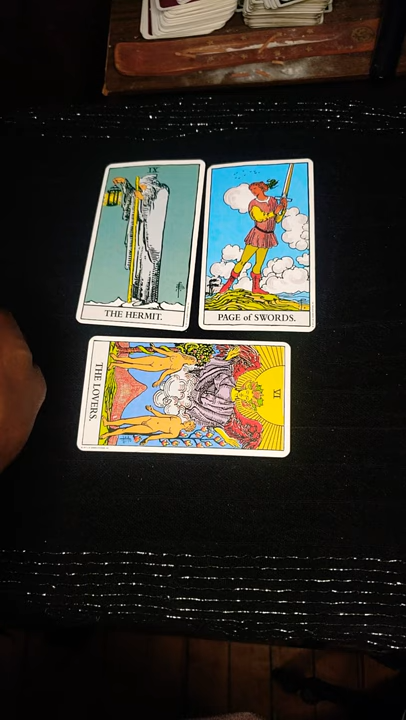 IX
THE HERMIT.
PAGE of SWORDS.
THE LOVERS.
VI